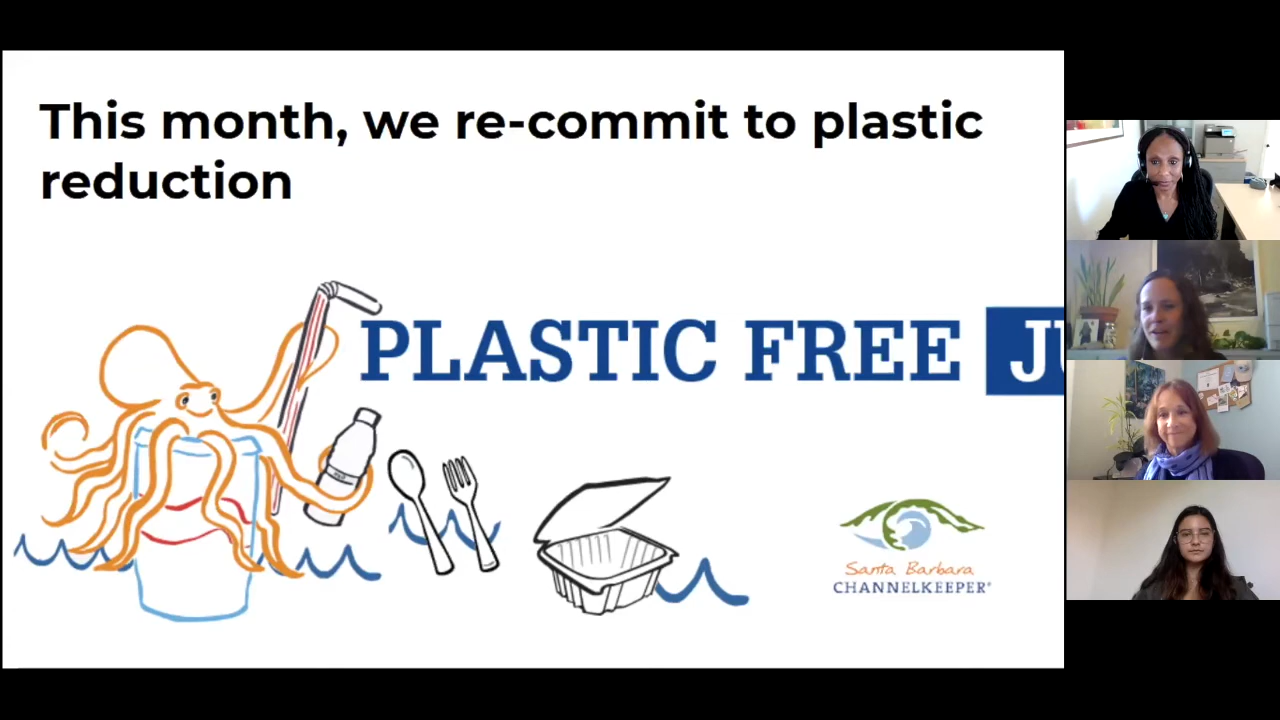 This month, we re-commit to plastic
reduction
PLASTIC FREE JU
Santa Barbara
CHANNELKEEPER®